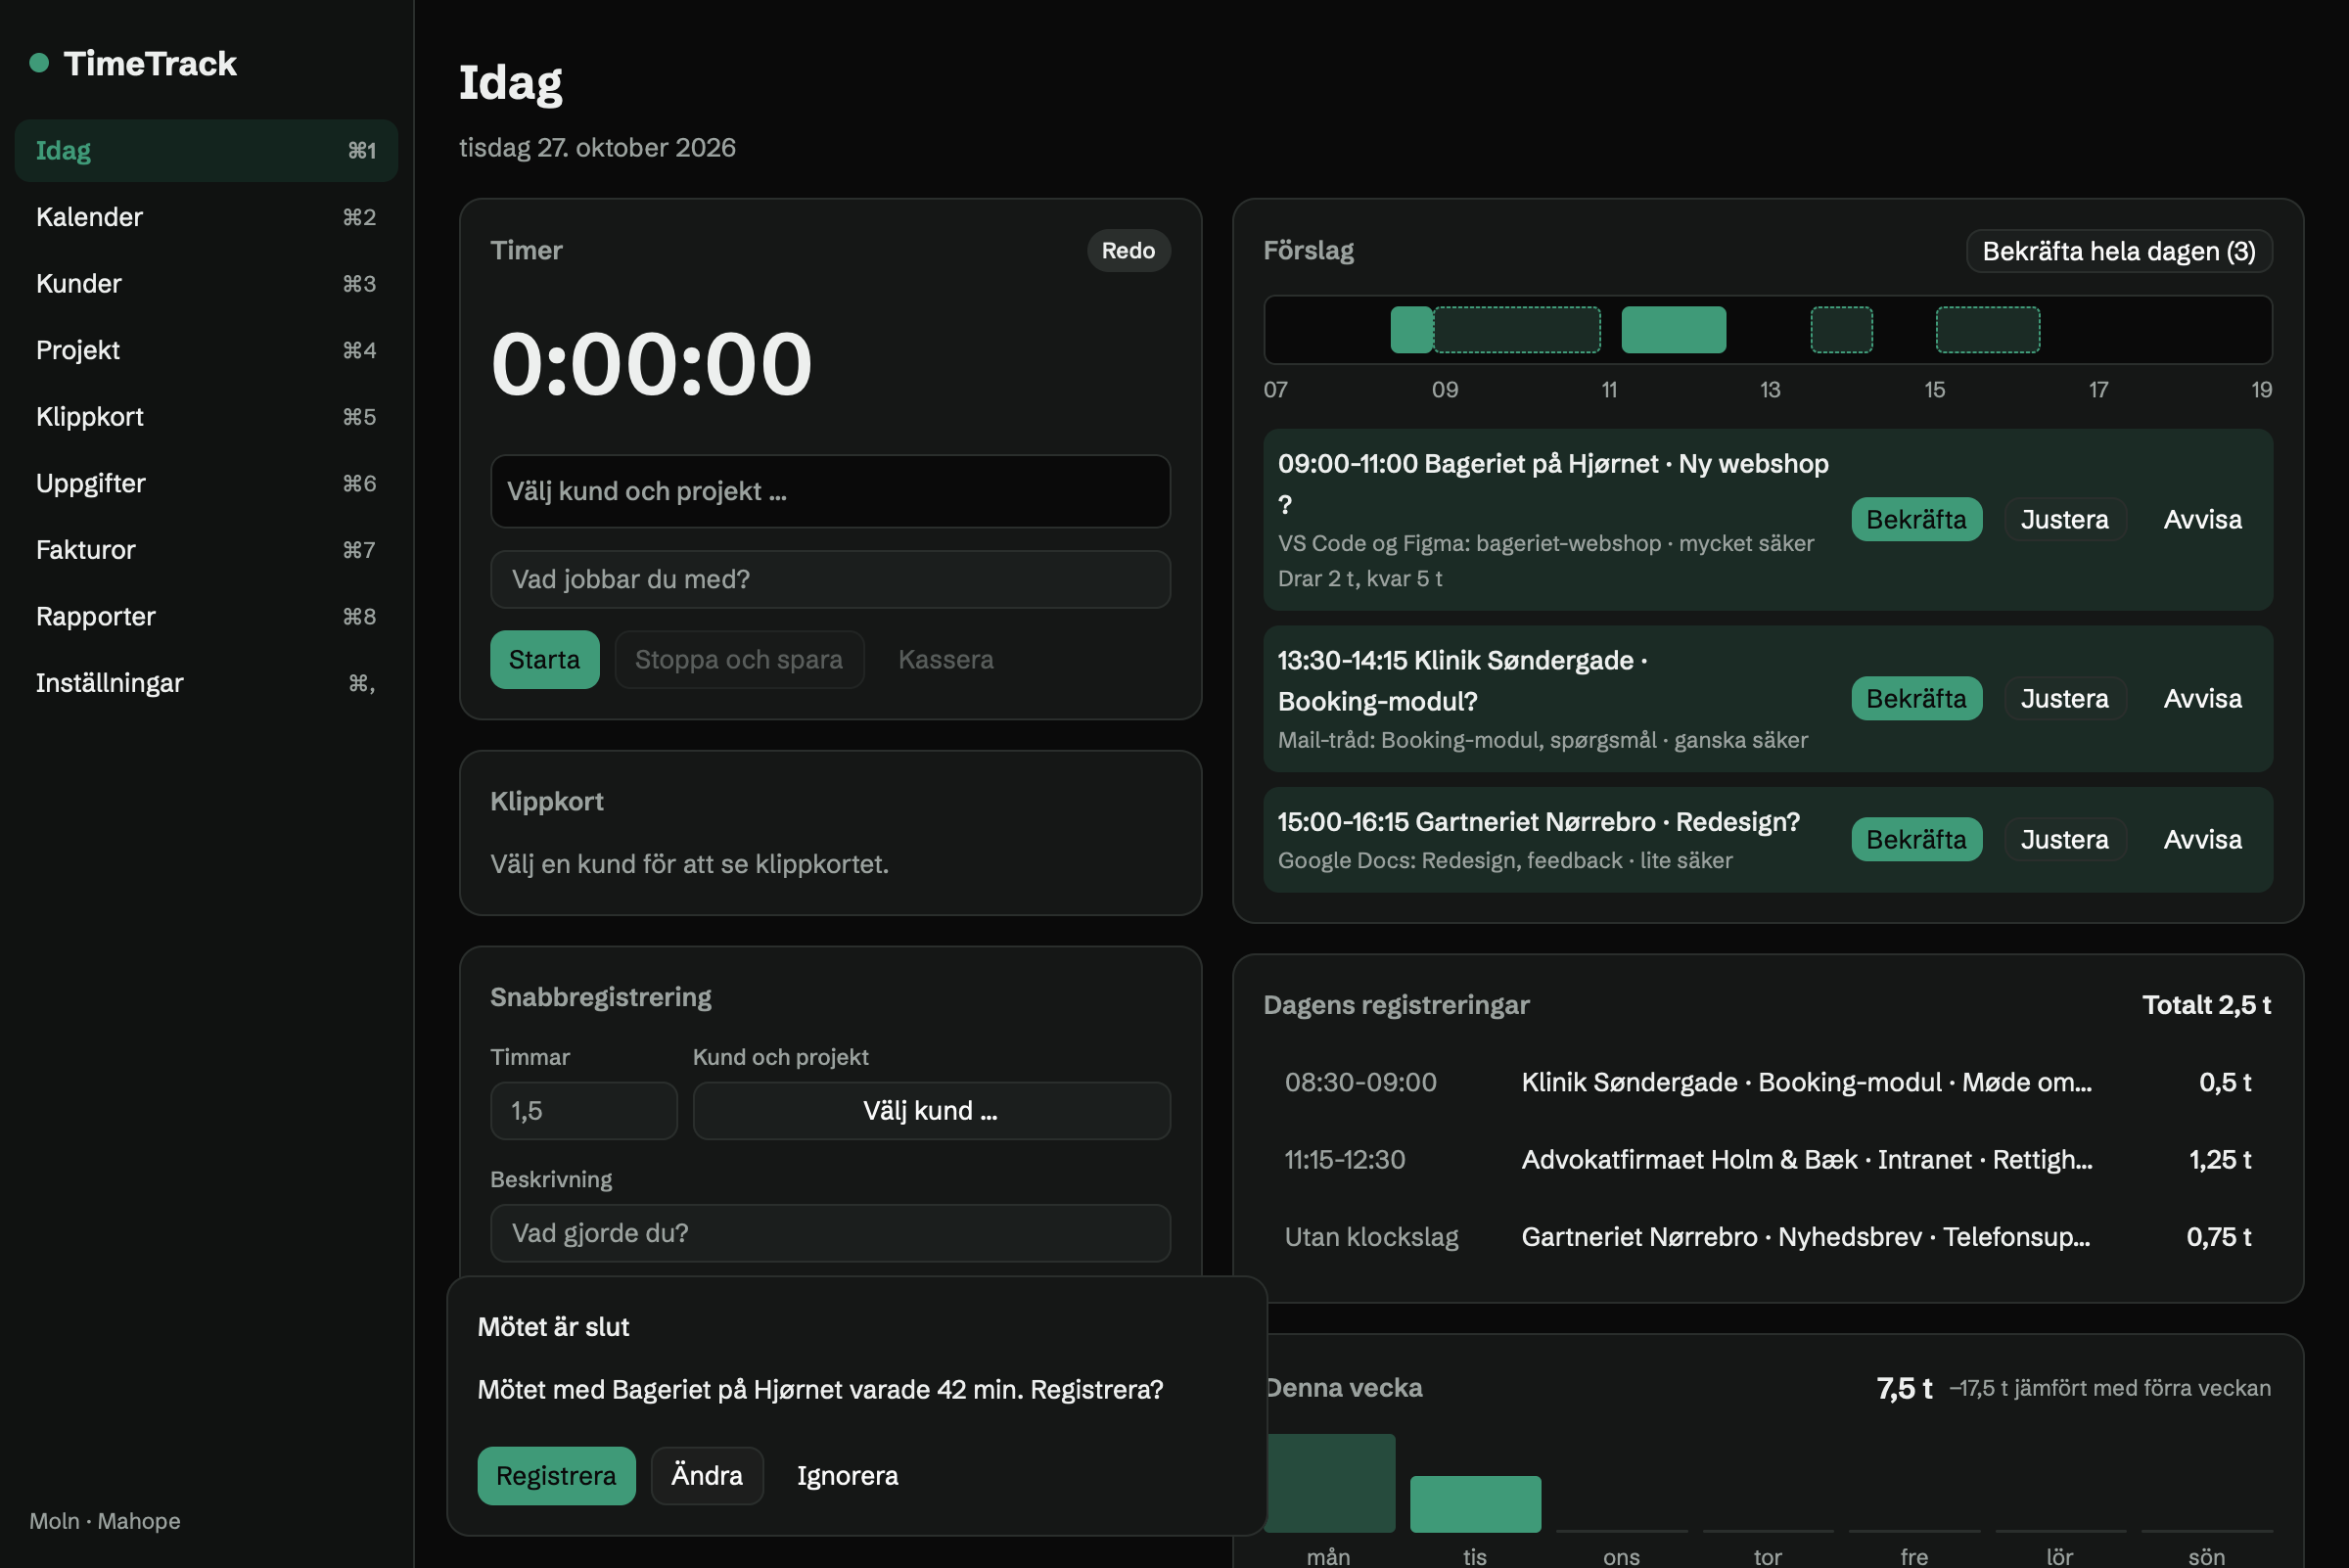 TimeTrack
Idag ⌘1
Kalender ⌘2
Kunder ⌘3
Projekt ⌘4
Klippkort ⌘5
Uppgifter ⌘6
Fakturor ⌘7
Rapporter ⌘8
Inställningar ⌘,
Moln · Mahope
Idag
tisdag 27. oktober 2026
Timer
Redo
0:00:00
Välj kund och projekt ...
Vad jobbar du med?
Starta
Stoppa och spara
Kassera
Klippkort
Välj en kund för att se klippkortet.
Snabbregistrering
Timmar
Kund och projekt
1,5
Välj kund ...
Beskrivning
Vad gjorde du?
Mötet är slut
Mötet med Bageriet på Hjørnet varade 42 min. Registrera?
Registrera
Ändra
Ignorera
Förslag
Bekräfta hela dagen (3)
07 09 11 13 15 17 19
09:00-11:00 Bageriet på Hjørnet · Ny webshop
?
VS Code og Figma: bageriet-webshop · mycket säker
Drar 2 t, kvar 5 t
Bekräfta Justera Avvisa
13:30-14:15 Klinik Søndergade ·
Booking-modul?
Mail-tråd: Booking-modul, spørgsmål · ganska säker
Bekräfta Justera Avvisa
15:00-16:15 Gartneriet Nørrebro · Redesign?
Google Docs: Redesign, feedback · lite säker
Bekräfta Justera Avvisa
Dagens registreringar
Totalt 2,5 t
08:30-09:00 Klinik Søndergade · Booking-modul · Møde om... 0,5 t
11:15-12:30 Advokatfirmaet Holm & Bæk · Intranet · Rettigh... 1,25 t
Utan klockslag Gartneriet Nørrebro · Nyhedsbrev · Telefonsup... 0,75 t
Denna vecka
7,5 t −17,5 t jämfört med förra veckan
mån tis ons tor fre lör sön